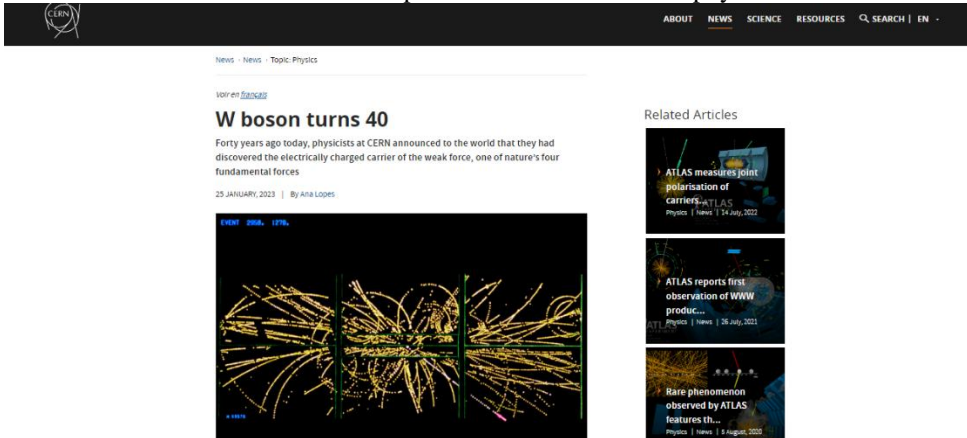 CERN
ABOUT NEWS SCIENCE RESOURCES SEARCH | EN
News › News › Topic: Physics
Voir en français
W boson turns 40
Forty years ago today, physicists at CERN announced to the world that they had
discovered the electrically charged carrier of the weak force, one of nature's four
fundamental forces
25 JANUARY, 2023 | By Ana Lopes
EVENT 2958. 1279.
Related Articles
ATLAS measures joint
polarisation of
carriers...
Physics | News | 14 July, 2022
ATLAS reports first
observation of WWW
produc...
Physics | News | 26 July, 2021
Rare phenomenon
observed by ATLAS
features th...
Physics | News | 5 August, 2020